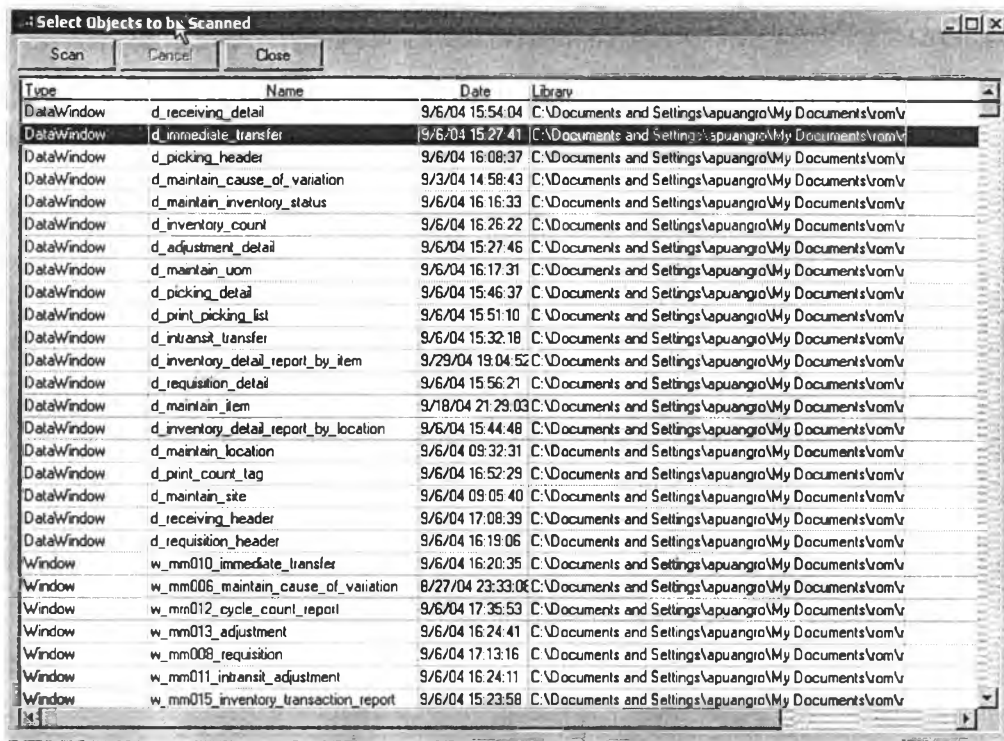 Select Objects to be Scanned
Scan Cancel Close
Type Name Date Library
DataWindow d_receiving_detail 9/6/04 15:54:04 C:\Documents and Settings\apuangro\My Documents\rom\r
DataWindow d_immediate_transfer 9/6/04 15:27:41 C:\Documents and Settings\apuangro\My Documents\rom\r
DataWindow d_picking_header 9/6/04 16:08:37 C:\Documents and Settings\apuangro\My Documents\rom\r
DataWindow d_maintain_cause_of_variation 9/3/04 14:58:43 C:\Documents and Settings\apuangro\My Documents\rom\r
DataWindow d_maintain_inventory_status 9/6/04 16:16:33 C:\Documents and Settings\apuangro\My Documents\rom\r
DataWindow d_inventory_count 9/6/04 16:26:22 C:\Documents and Settings\apuangro\My Documents\rom\r
DataWindow d_adjustment_detail 9/6/04 15:27:46 C:\Documents and Settings\apuangro\My Documents\rom\r
DataWindow d_maintain_uom 9/6/04 16:17:31 C:\Documents and Settings\apuangro\My Documents\rom\r
DataWindow d_picking_detail 9/6/04 15:46:37 C:\Documents and Settings\apuangro\My Documents\rom\r
DataWindow d_print_picking_list 9/6/04 15:51:10 C:\Documents and Settings\apuangro\My Documents\rom\r
DataWindow d_intransit_transfer 9/6/04 15:32:18 C:\Documents and Settings\apuangro\My Documents\rom\r
DataWindow d_inventory_detail_report_by_item 9/29/04 19:04:52 C:\Documents and Settings\apuangro\My Documents\rom\r
DataWindow d_requisition_detail 9/6/04 15:56:21 C:\Documents and Settings\apuangro\My Documents\rom\r
DataWindow d_maintain_item 9/18/04 21:29:03 C:\Documents and Settings\apuangro\My Documents\rom\r
DataWindow d_inventory_detail_report_by_location 9/6/04 15:44:48 C:\Documents and Settings\apuangro\My Documents\rom\r
DataWindow d_maintain_location 9/6/04 09:32:31 C:\Documents and Settings\apuangro\My Documents\rom\r
DataWindow d_print_count_tag 9/6/04 16:52:29 C:\Documents and Settings\apuangro\My Documents\rom\r
DataWindow d_maintain_site 9/6/04 09:05:40 C:\Documents and Settings\apuangro\My Documents\rom\r
DataWindow d_receiving_header 9/6/04 17:08:39 C:\Documents and Settings\apuangro\My Documents\rom\r
DataWindow d_requisition_header 9/6/04 16:19:06 C:\Documents and Settings\apuangro\My Documents\rom\r
Window w_mm010_immediate_transfer 9/6/04 16:20:35 C:\Documents and Settings\apuangro\My Documents\rom\r
Window w_mm006_maintain_cause_of_variation 8/27/04 23:33:06 C:\Documents and Settings\apuangro\My Documents\rom\r
Window w_mm012_cycle_count_report 9/6/04 17:35:53 C:\Documents and Settings\apuangro\My Documents\rom\r
Window w_mm013_adjustment 9/6/04 16:24:41 C:\Documents and Settings\apuangro\My Documents\rom\r
Window w_mm008_requisition 9/6/04 17:13:16 C:\Documents and Settings\apuangro\My Documents\rom\r
Window w_mm011_intransit_adjustment 9/6/04 16:24:11 C:\Documents and Settings\apuangro\My Documents\rom\r
Window w_mm015_inventory_transaction_report 9/6/04 15:23:58 C:\Documents and Settings\apuangro\My Documents\rom\r